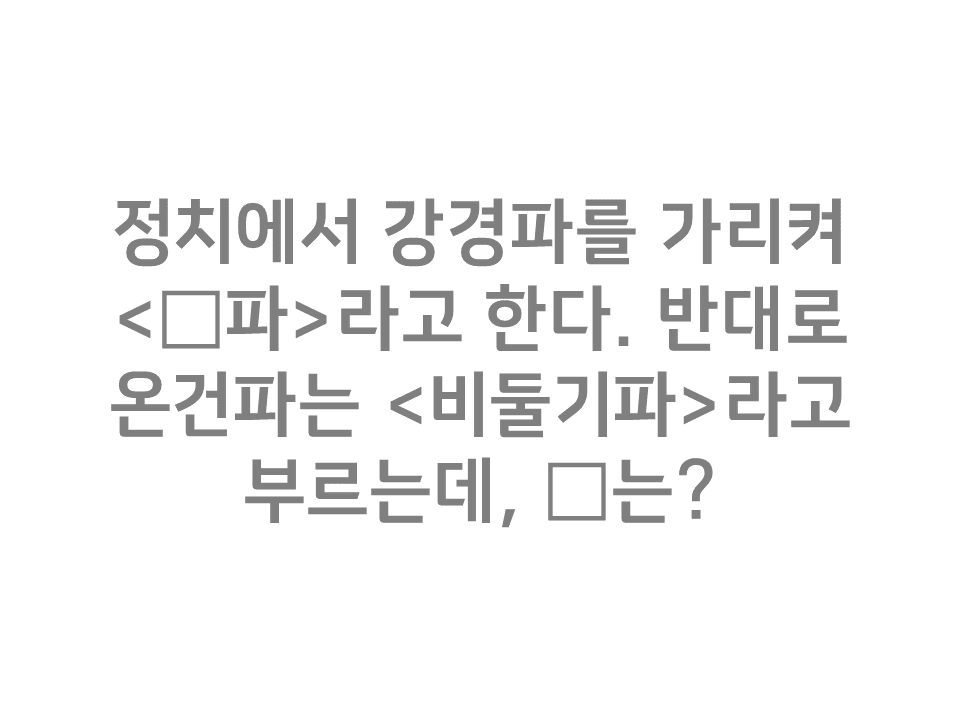 정치에서 강경파를 가리켜
<□파>라고 한다. 반대로
온건파는 <비둘기파>라고
부르는데, □는?